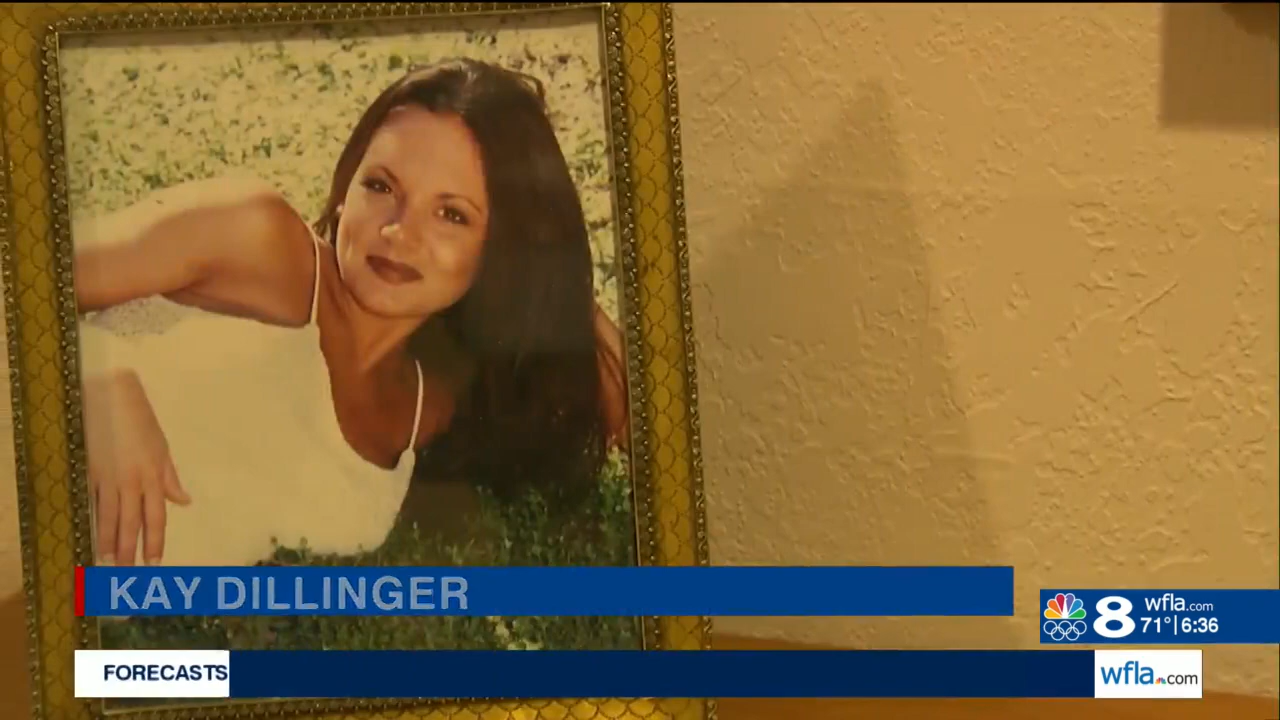 KAY DILLINGER
8
wfla.com
71° | 6:36
FORECASTS
wfla.com